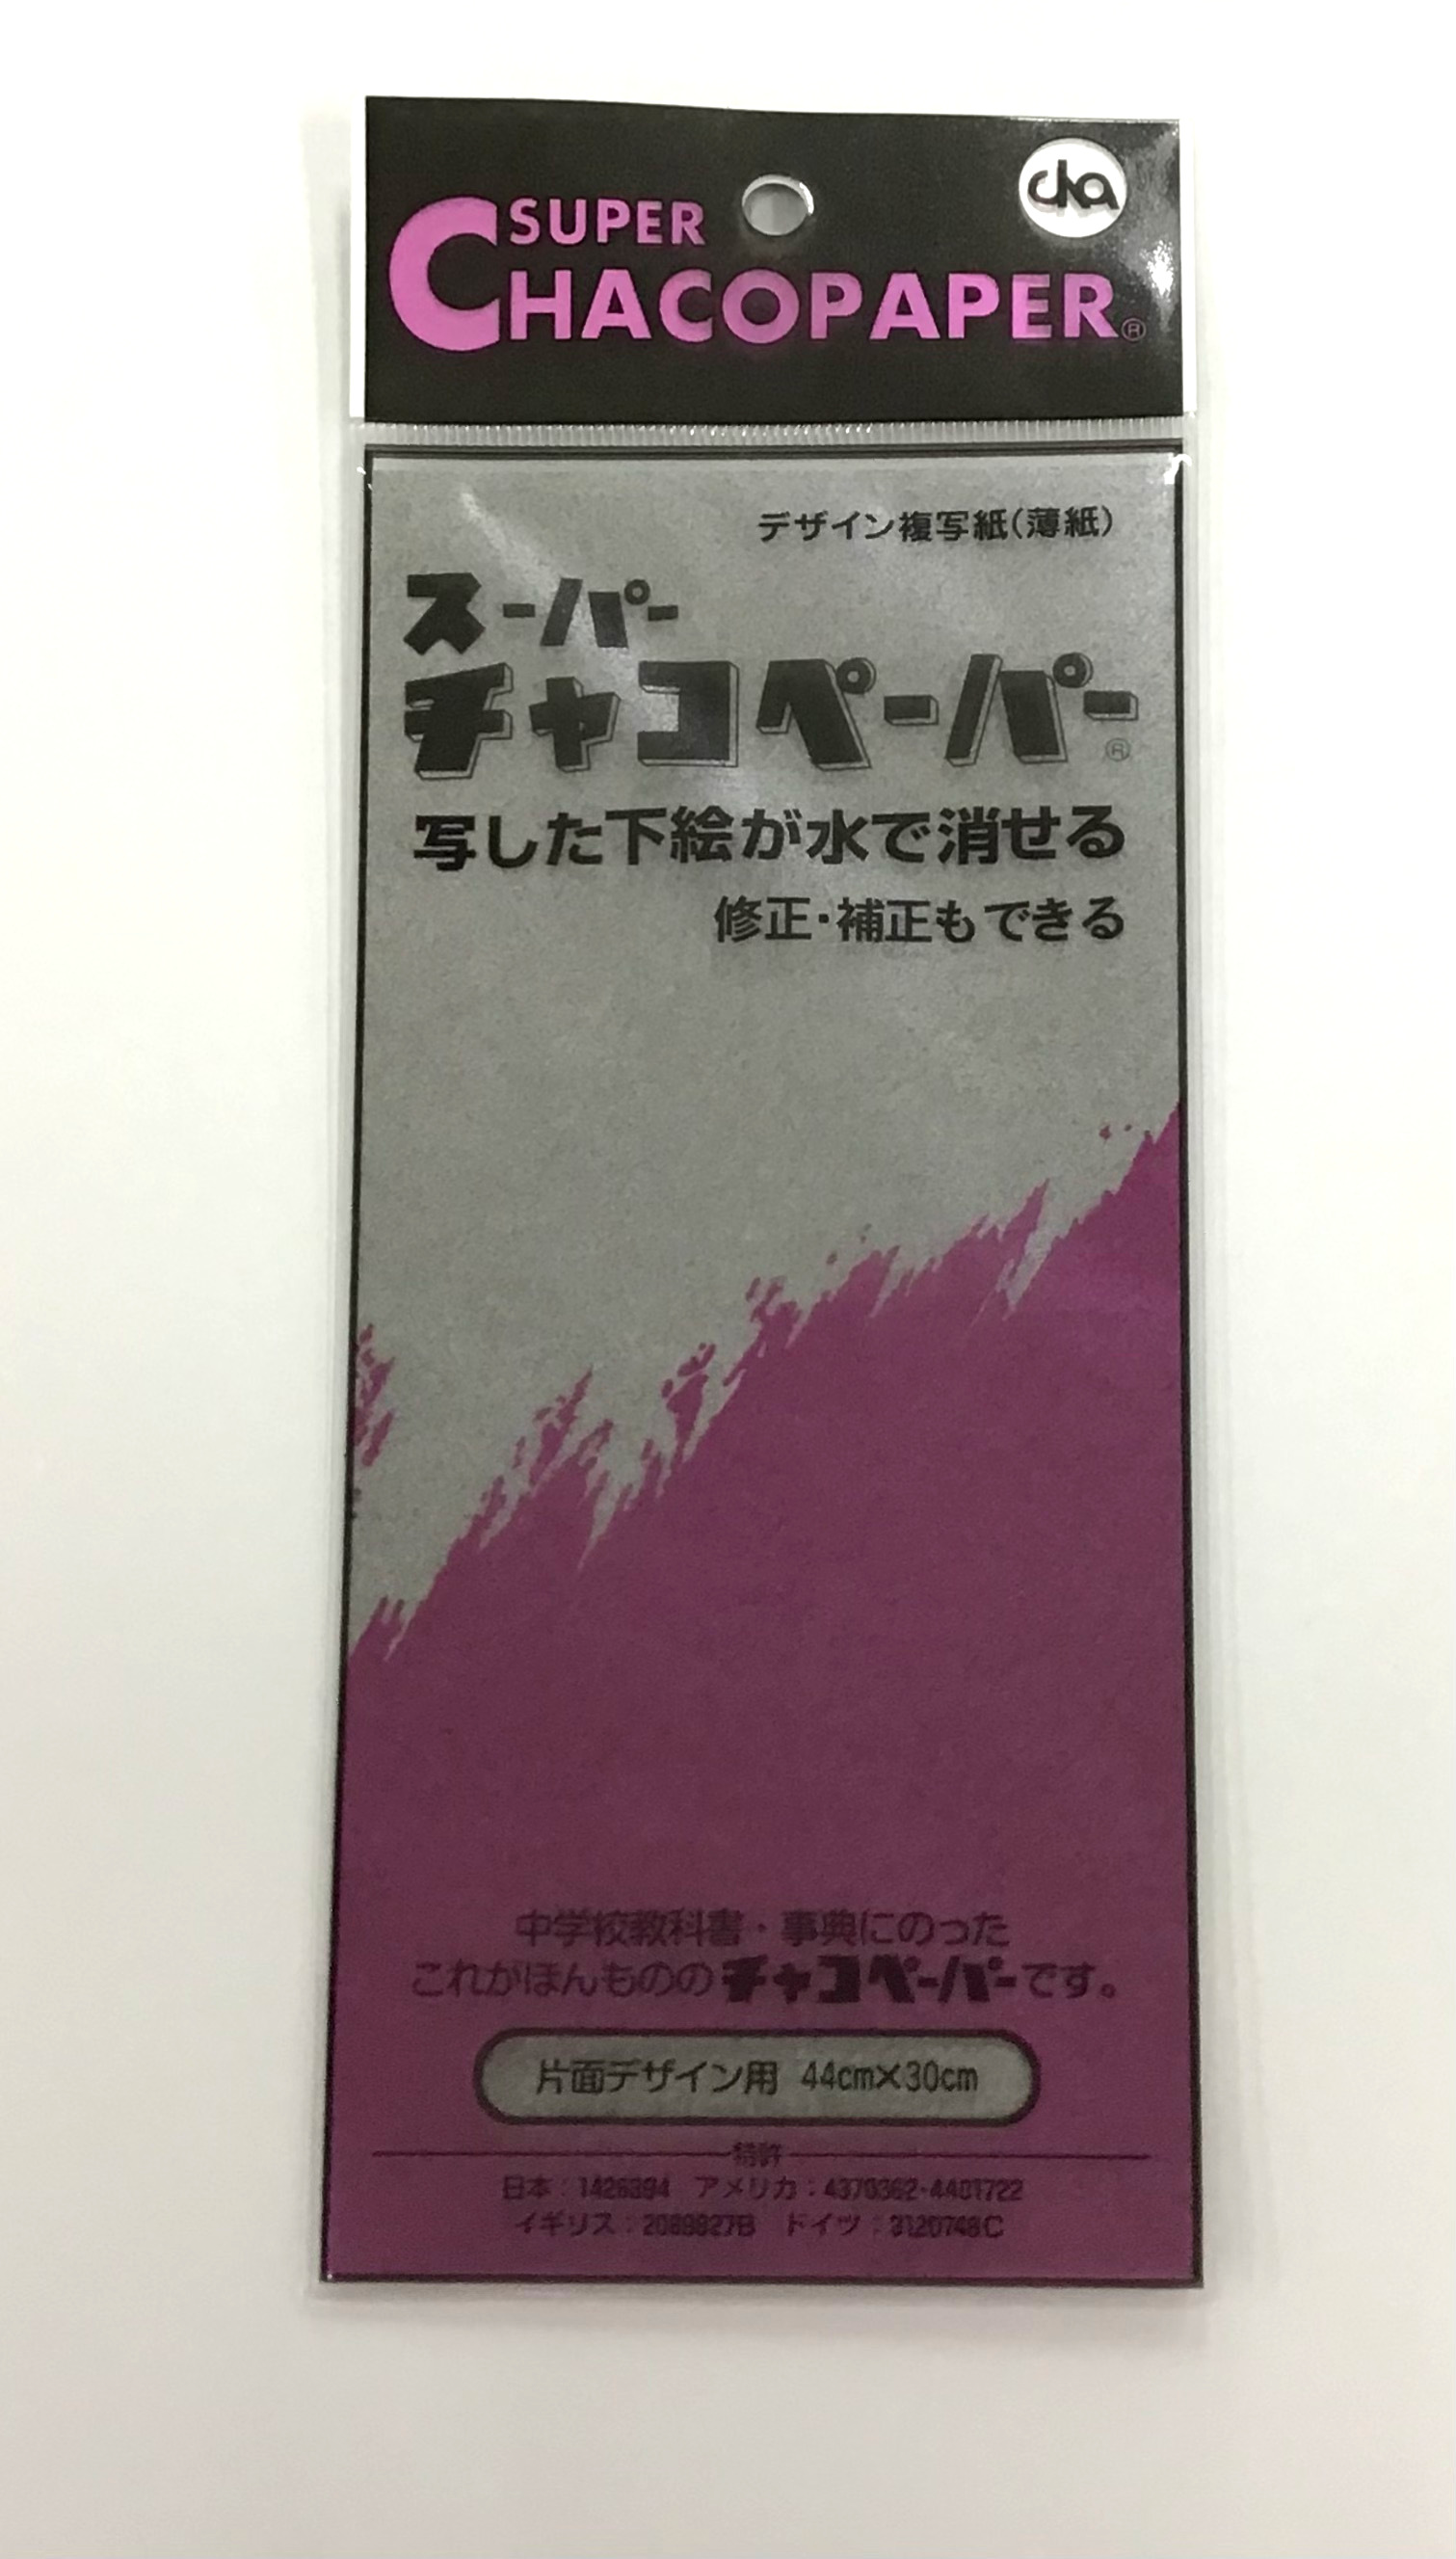 cha
SUPER
CHACOPAPER®
デザイン複写紙(薄紙)
スーパー
チャコペーパー®
写した下絵が水で消せる
修正・補正もできる
中学校教科書・事典にのった
これがほんもののチャコペーパーです。
片面デザイン用 44cm×30cm
特許
日本:1426394 アメリカ:4370362・4401722
イギリス:2089827B ドイツ:3120748C